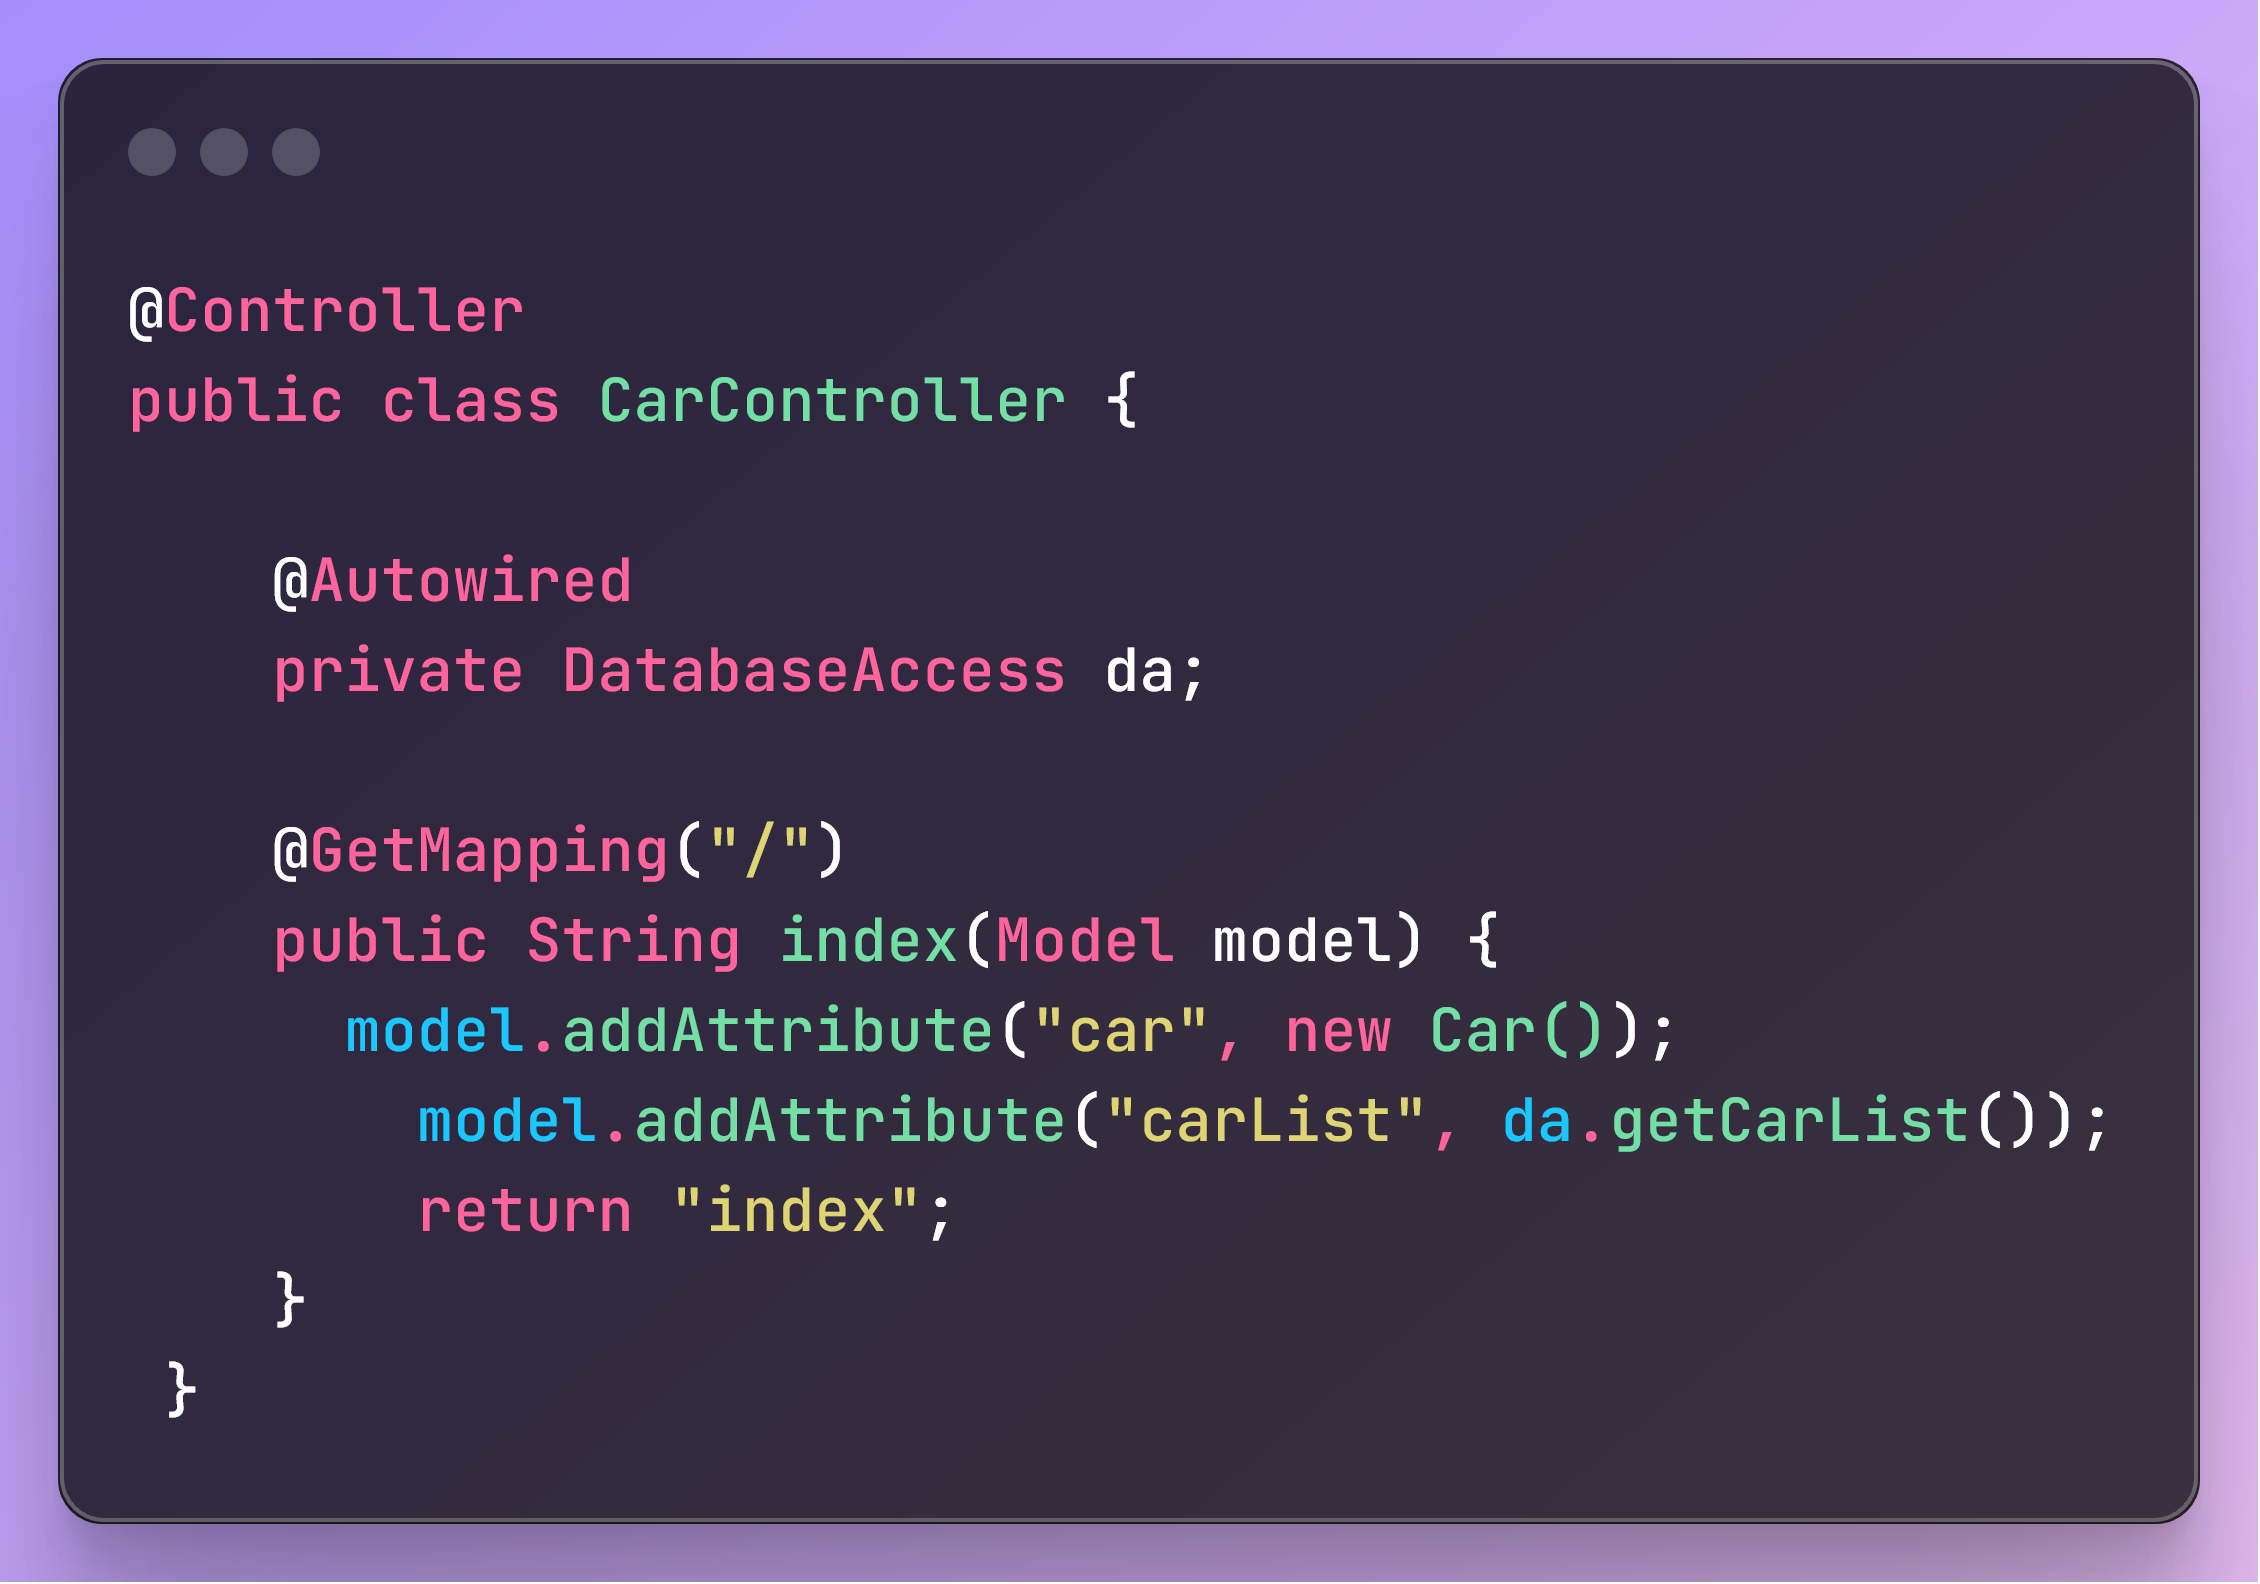 @Controller
public class CarController {
    @Autowired
    private DatabaseAccess da;
    @GetMapping("/")
    public String index(Model model) {
      model.addAttribute("car", new Car());
        model.addAttribute("carList", da.getCarList());
        return "index";
    }
 }